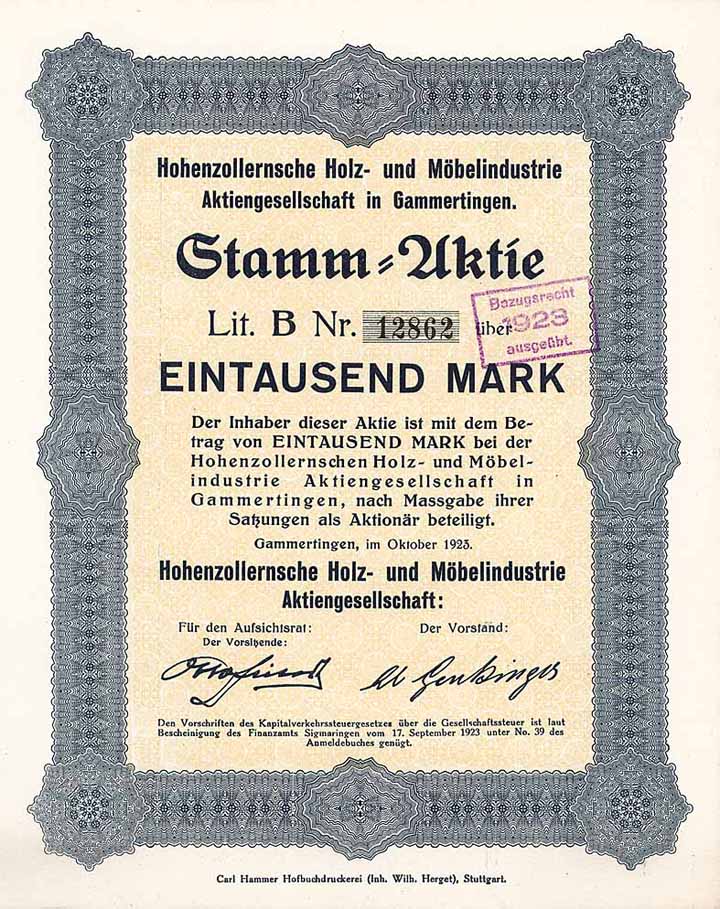 Hohenzollernsche Holz- und Möbelindustrie
Aktiengesellschaft in Gammertingen.
Stamm-Aktie
Lit. B Nr. 12862 über
Bezugsrecht
1923
ausgeübt.
EINTAUSEND MARK
Der Inhaber dieser Aktie ist mit dem Be-
trag von EINTAUSEND MARK bei der
Hohenzollernschen Holz- und Möbel-
industrie Aktiengesellschaft in
Gammertingen, nach Massgabe ihrer
Satzungen als Aktionär beteiligt.
Gammertingen, im Oktober 1923.
Hohenzollernsche Holz- und Möbelindustrie
Aktiengesellschaft:
Für den Aufsichtsrat: Der Vorstand:
Der Vorsitzende:
Den Vorschriften des Kapitalverkehrssteuergesetzes über die Gesellschaftssteuer ist laut
Bescheinigung des Finanzamts Sigmaringen vom 17. September 1923 unter No. 39 des
Anmeldebuches genügt.
Carl Hammer Hofbuchdruckerei (Inh. Wilh. Herget), Stuttgart.